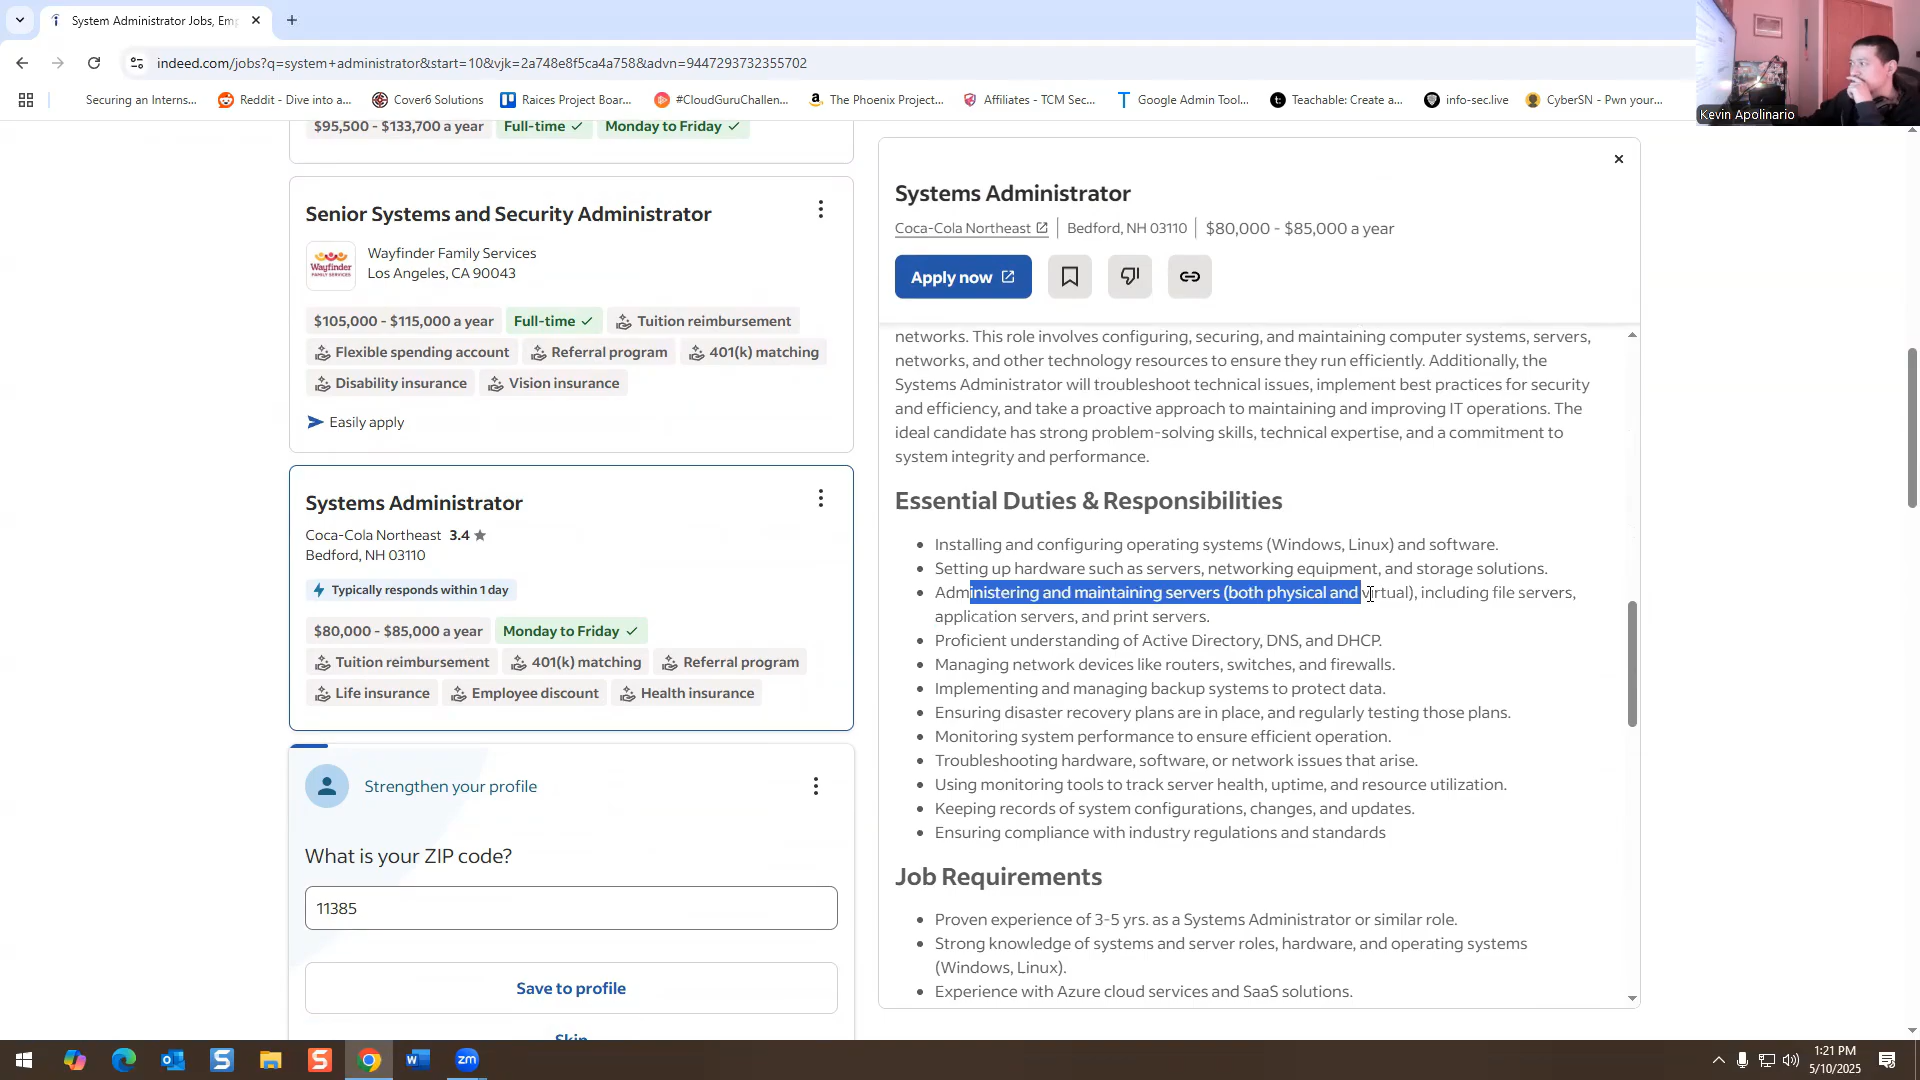 System Administrator Jobs, Em
indeed.com/jobs?q=system+administrator&start=10&vjk=2a748e8f5ca4a758&advn=9447293732355702
Securing an Interns...
Reddit - Dive into a...
Cover6 Solutions
Raices Project Boar...
#CloudGuruChallen...
The Phoenix Project...
Affiliates - TCM Sec...
Google Admin Tool...
Teachable: Create a...
info-sec.live
CyberSN - Pwn your...
Kevin Apolinario
$95,500 - $133,700 a year Full-time Monday to Friday
Senior Systems and Security Administrator
Wayfinder
FAMILY SERVICES
Wayfinder Family Services
Los Angeles, CA 90043
$105,000 - $115,000 a year Full-time Tuition reimbursement
Flexible spending account Referral program 401(k) matching
Disability insurance Vision insurance
Easily apply
Systems Administrator
Coca-Cola Northeast 3.4 ★
Bedford, NH 03110
Typically responds within 1 day
$80,000 - $85,000 a year Monday to Friday
Tuition reimbursement 401(k) matching Referral program
Life insurance Employee discount Health insurance
Strengthen your profile
What is your ZIP code?
11385
Save to profile
Skip
Systems Administrator
Coca-Cola Northeast Bedford, NH 03110 $80,000 - $85,000 a year
Apply now
networks. This role involves configuring, securing, and maintaining computer systems, servers,
networks, and other technology resources to ensure they run efficiently. Additionally, the
Systems Administrator will troubleshoot technical issues, implement best practices for security
and efficiency, and take a proactive approach to maintaining and improving IT operations. The
ideal candidate has strong problem-solving skills, technical expertise, and a commitment to
system integrity and performance.
Essential Duties & Responsibilities
• Installing and configuring operating systems (Windows, Linux) and software.
• Setting up hardware such as servers, networking equipment, and storage solutions.
• Administering and maintaining servers (both physical and virtual), including file servers,
application servers, and print servers.
• Proficient understanding of Active Directory, DNS, and DHCP.
• Managing network devices like routers, switches, and firewalls.
• Implementing and managing backup systems to protect data.
• Ensuring disaster recovery plans are in place, and regularly testing those plans.
• Monitoring system performance to ensure efficient operation.
• Troubleshooting hardware, software, or network issues that arise.
• Using monitoring tools to track server health, uptime, and resource utilization.
• Keeping records of system configurations, changes, and updates.
• Ensuring compliance with industry regulations and standards
Job Requirements
• Proven experience of 3-5 yrs. as a Systems Administrator or similar role.
• Strong knowledge of systems and server roles, hardware, and operating systems
(Windows, Linux).
• Experience with Azure cloud services and SaaS solutions.
zm
1:21 PM
5/10/2025